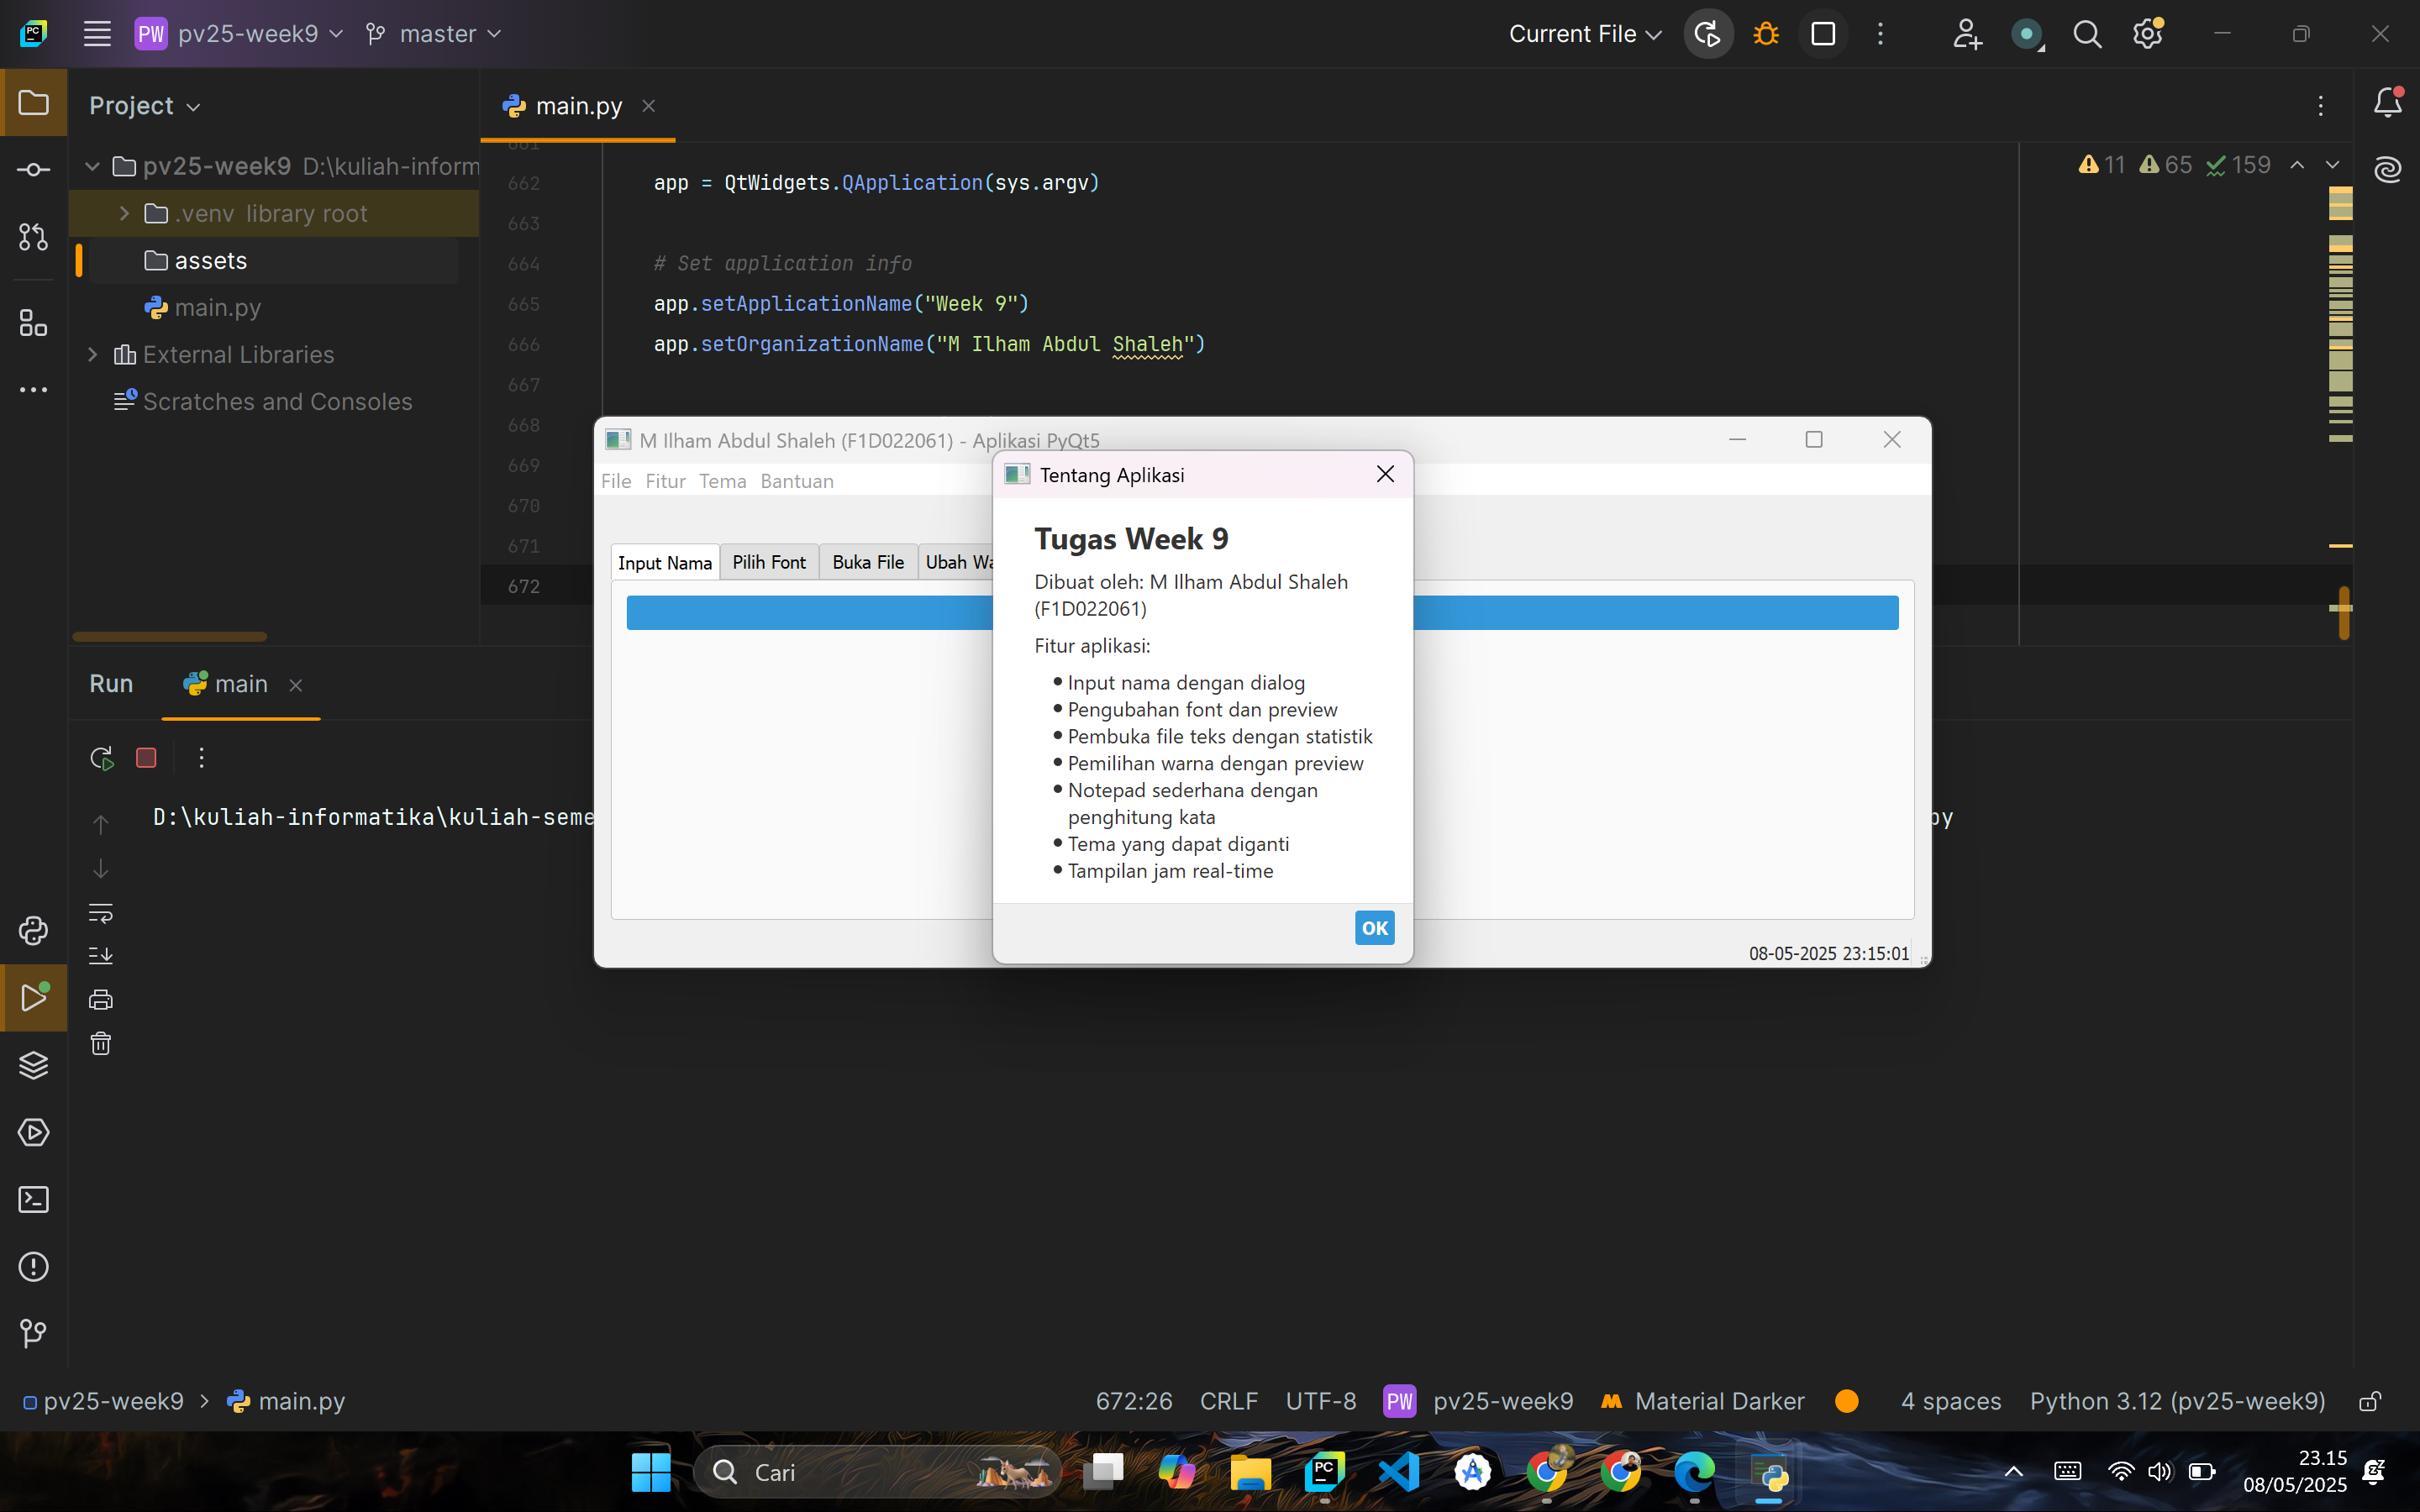 PC
PW pv25-week9
master
Current File
Project
main.py
pv25-week9 D:\kuliah-inform
.venv library root
assets
main.py
External Libraries
Scratches and Consoles
11 65 159
661
662 app = QtWidgets.QApplication(sys.argv)
663
664 # Set application info
665 app.setApplicationName("Week 9")
666 app.setOrganizationName("M Ilham Abdul Shaleh")
667
668
669
670
671
672
M Ilham Abdul Shaleh (F1D022061) - Aplikasi PyQt5
File Fitur Tema Bantuan
Input Nama Pilih Font Buka File Ubah Wa
Tentang Aplikasi
Tugas Week 9
Dibuat oleh: M Ilham Abdul Shaleh
(F1D022061)
Fitur aplikasi:
• Input nama dengan dialog
• Pengubahan font dan preview
• Pembuka file teks dengan statistik
• Pemilihan warna dengan preview
• Notepad sederhana dengan
penghitung kata
• Tema yang dapat diganti
• Tampilan jam real-time
OK
08-05-2025 23:15:01
Run main
D:\kuliah-informatika\kuliah-seme
py
pv25-week9 > main.py
672:26 CRLF UTF-8 PW pv25-week9 Material Darker 4 spaces Python 3.12 (pv25-week9)
Cari
PC
23.15
08/05/2025